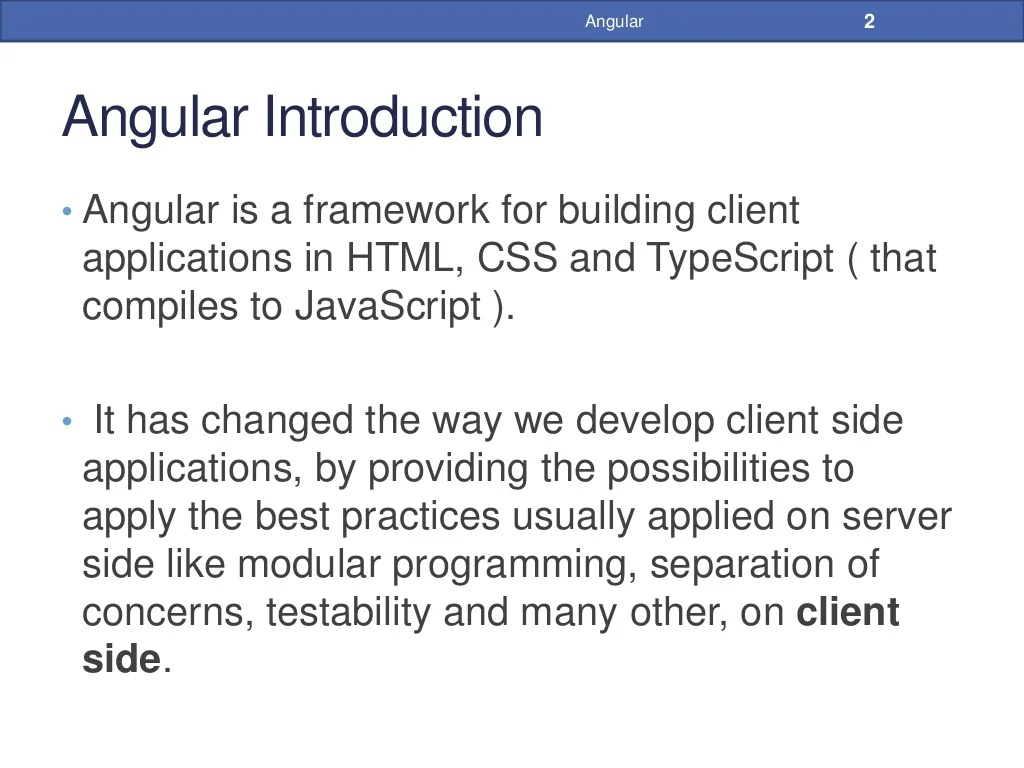 Angular 2
Angular Introduction
• Angular is a framework for building client
applications in HTML, CSS and TypeScript ( that
compiles to JavaScript ).
• It has changed the way we develop client side
applications, by providing the possibilities to
apply the best practices usually applied on server
side like modular programming, separation of
concerns, testability and many other, on client
side.